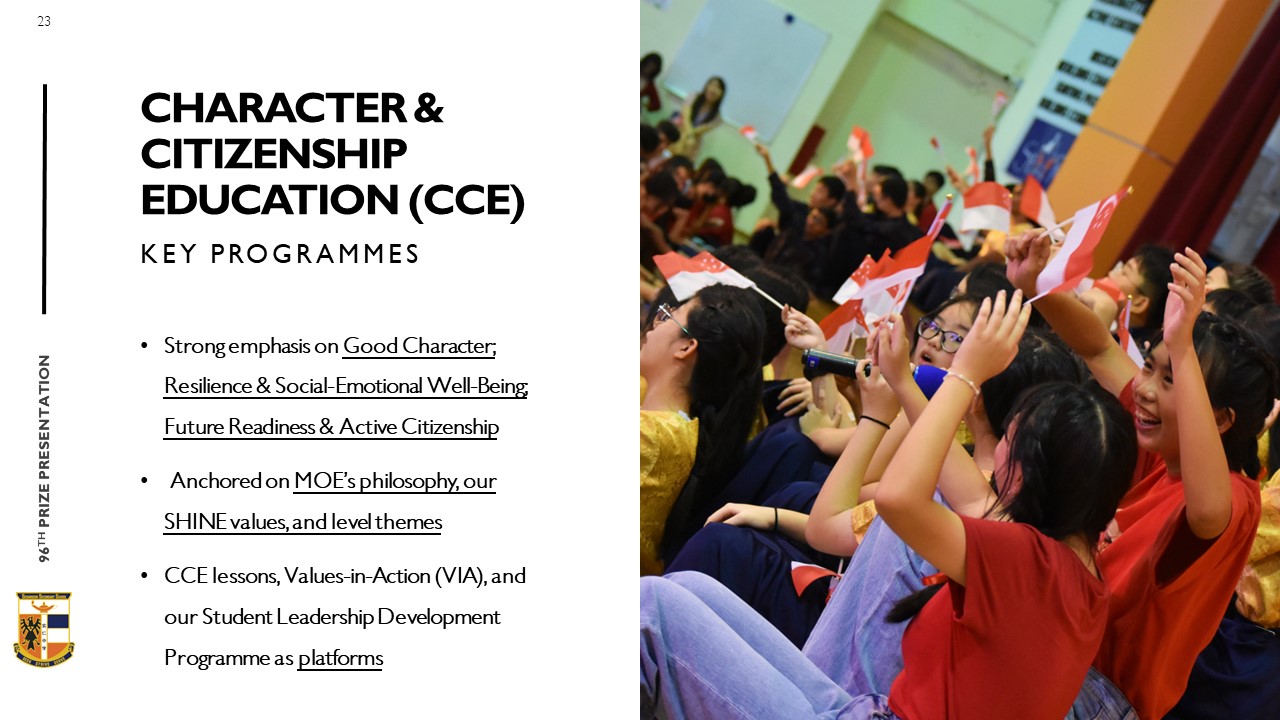 23
CHARACTER &
CITIZENSHIP
EDUCATION (CCE)
KEY PROGRAMMES
• Strong emphasis on Good Character;
Resilience & Social-Emotional Well-Being;
Future Readiness & Active Citizenship
• Anchored on MOE’s philosophy, our
SHINE values, and level themes
• CCE lessons, Values-in-Action (VIA), and
our Student Leadership Development
Programme as platforms
96TH PRIZE PRESENTATION